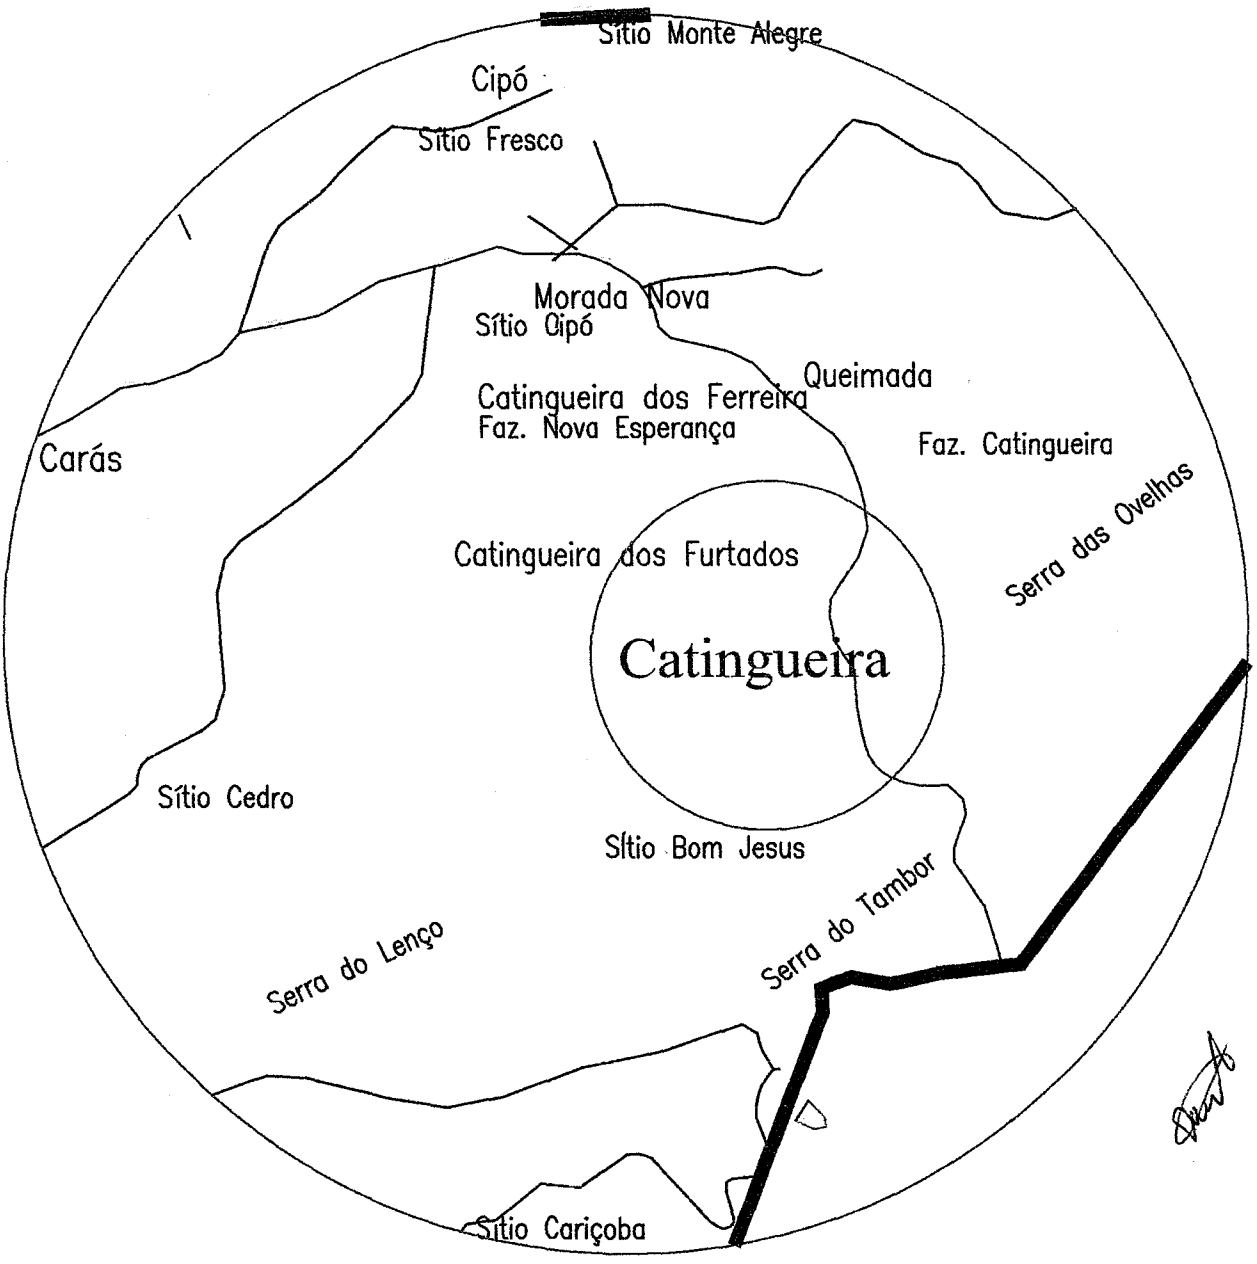 Sítio Monte Alegre
Cipó
Sítio Fresco
Morada Nova
Sítio Cipó
Queimada
Catingueira dos Ferreira
Faz. Nova Esperança
Faz. Catingueira
Carás
Serra das Ovelhas
Catingueira dos Furtados
Catingueira
Sítio Cedro
Sítio Bom Jesus
Serra do Tambor
Serra do Lenço
Sítio Cariçoba